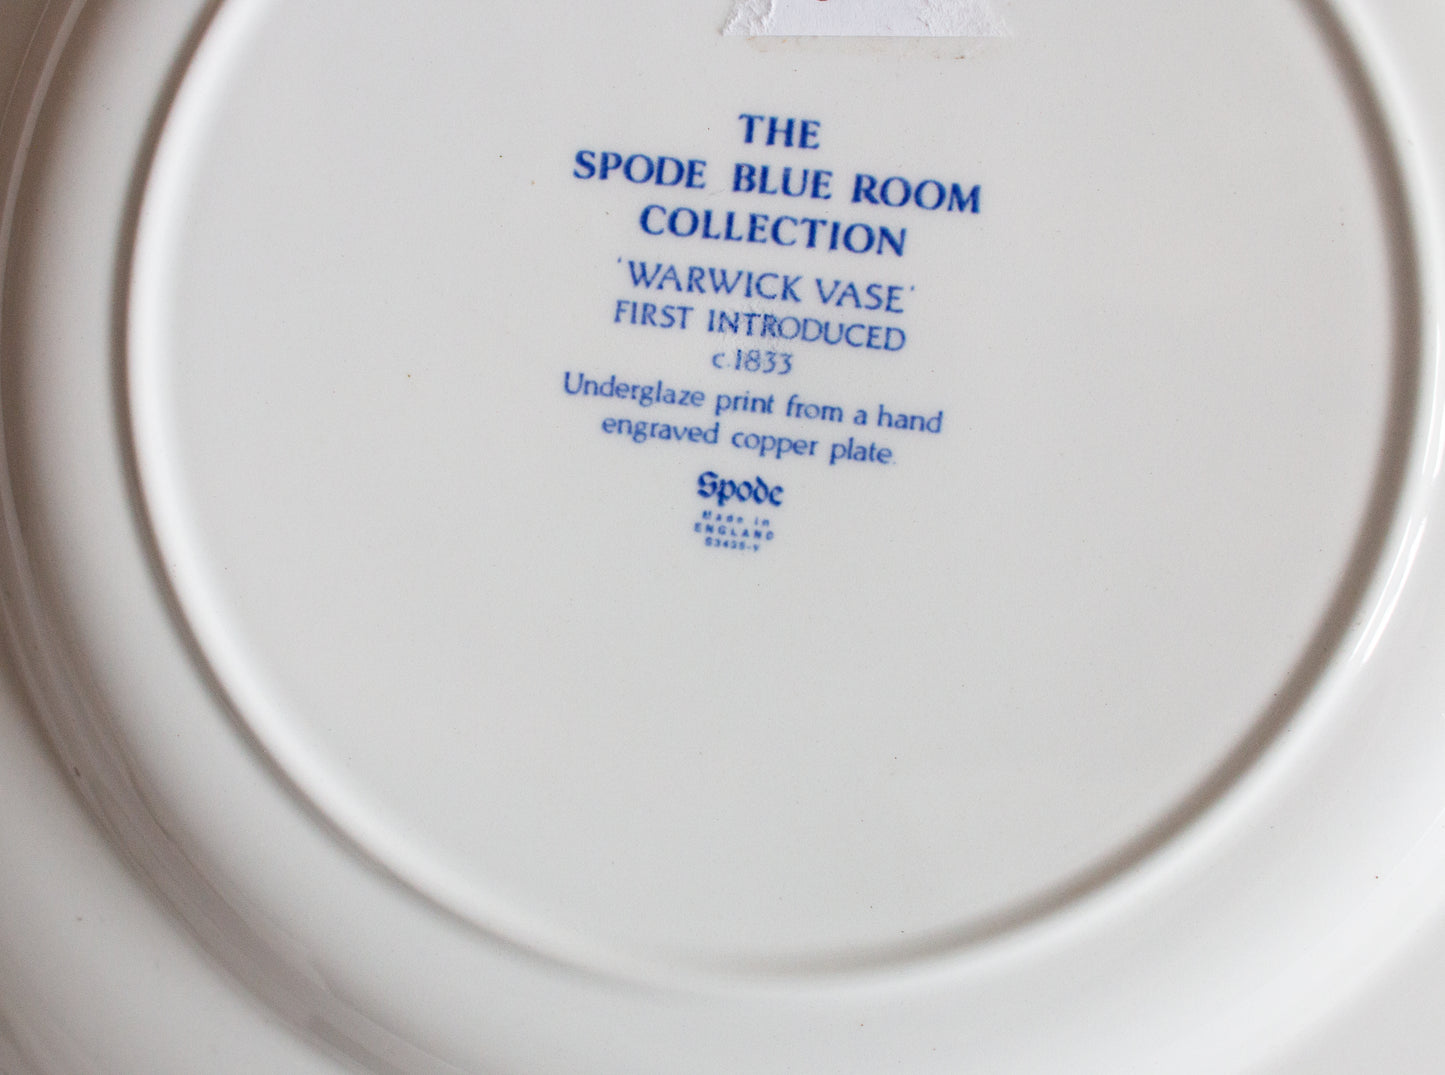 THE
SPODE BLUE ROOM
COLLECTION
'WARWICK VASE'
FIRST INTRODUCED
c.1833
Underglaze print from a hand
engraved copper plate.
Spode
Made in
ENGLAND